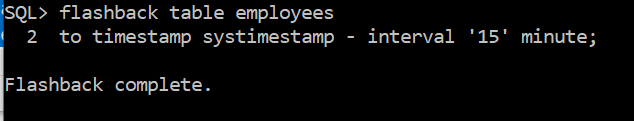 SQL> flashback table employees
  2  to timestamp systimestamp - interval '15' minute;
Flashback complete.